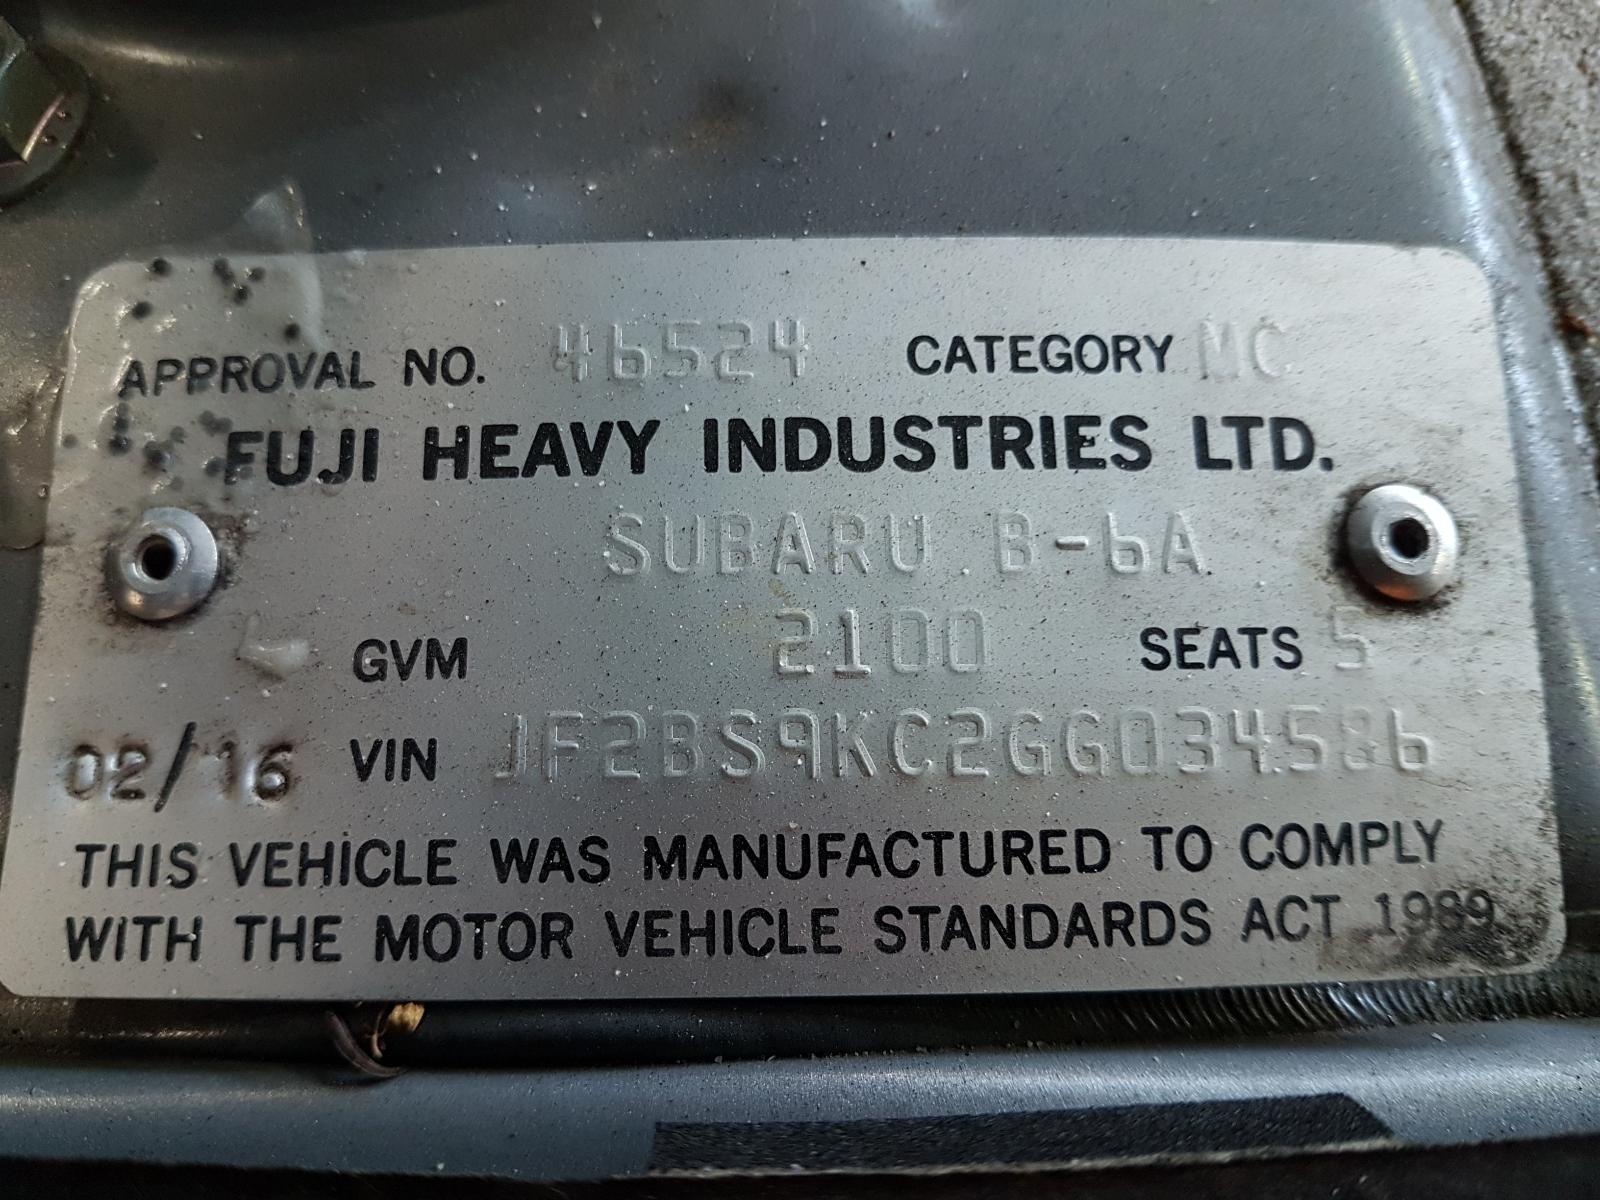 APPROVAL NO. 46524 CATEGORY MC
FUJI HEAVY INDUSTRIES LTD.
SUBARU B-6A
GVM 2100 SEATS 5
02/16 VIN JF2BS9KC2GG034586
THIS VEHICLE WAS MANUFACTURED TO COMPLY
WITH THE MOTOR VEHICLE STANDARDS ACT 1989